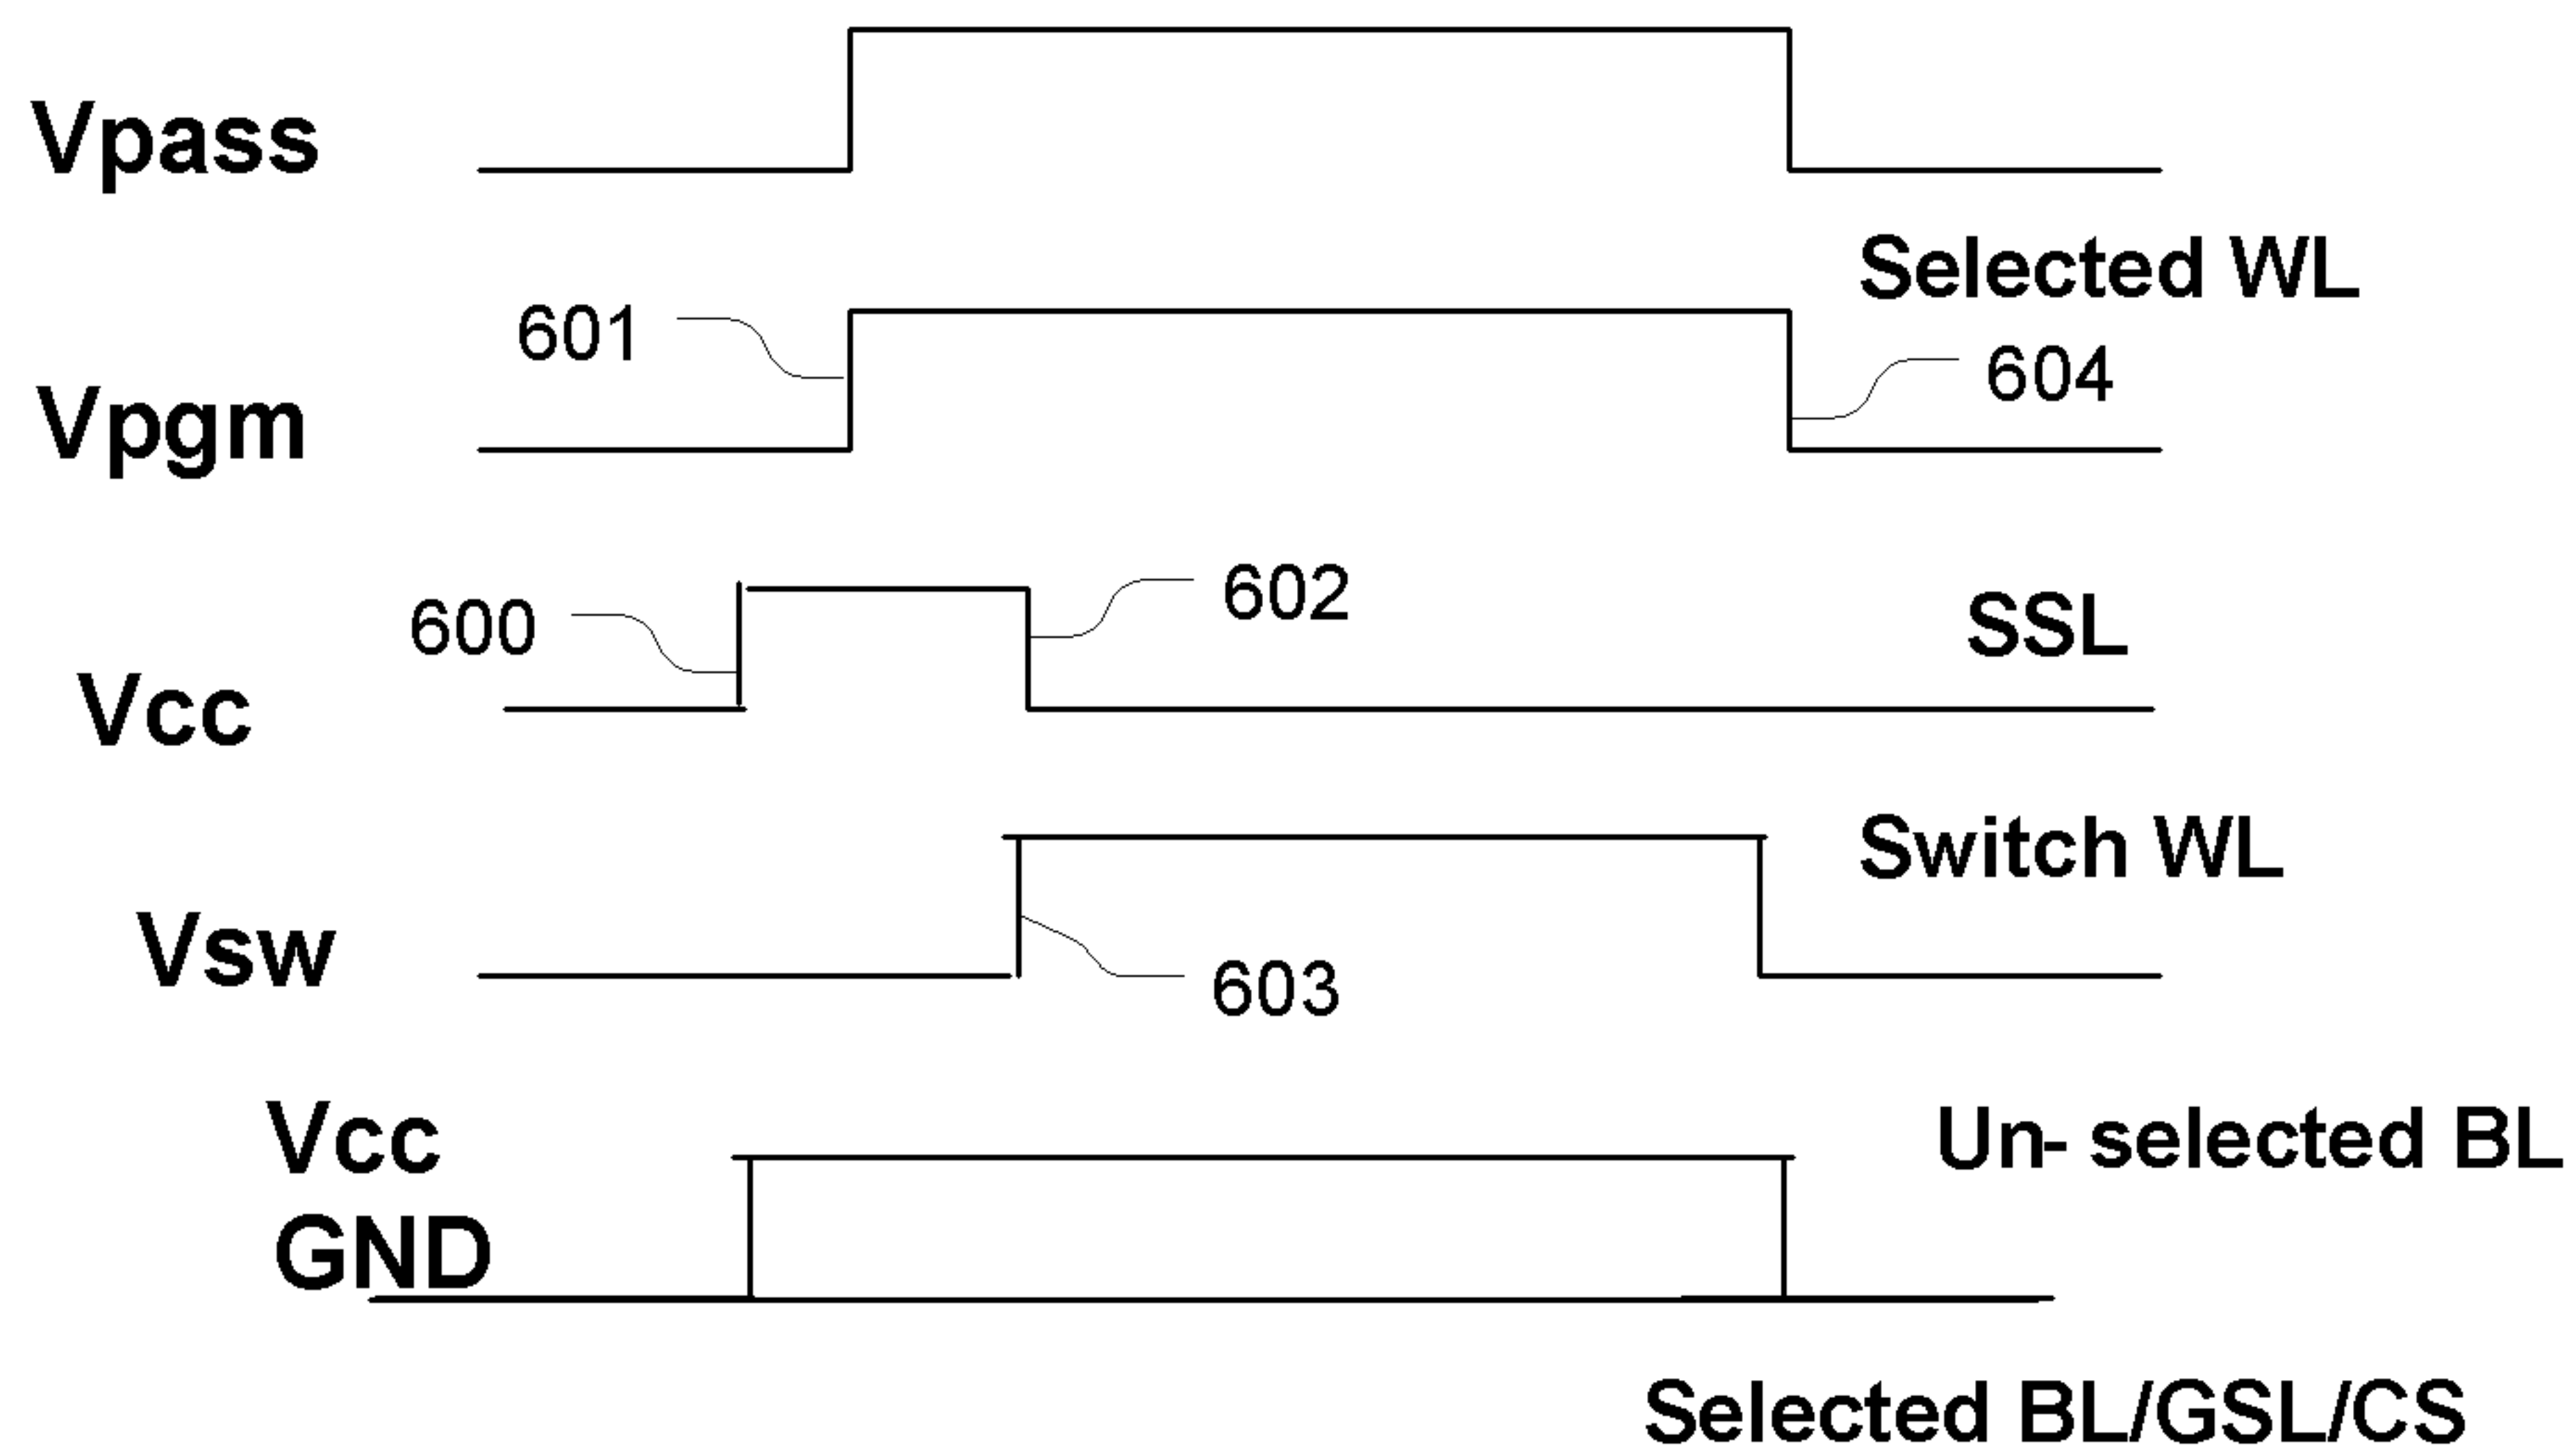 Vpass
Selected WL
601
604
Vpgm
602
600
SSL
Vcc
Switch WL
Vsw
603
Vcc
Un- selected BL
GND
Selected BL/GSL/CS